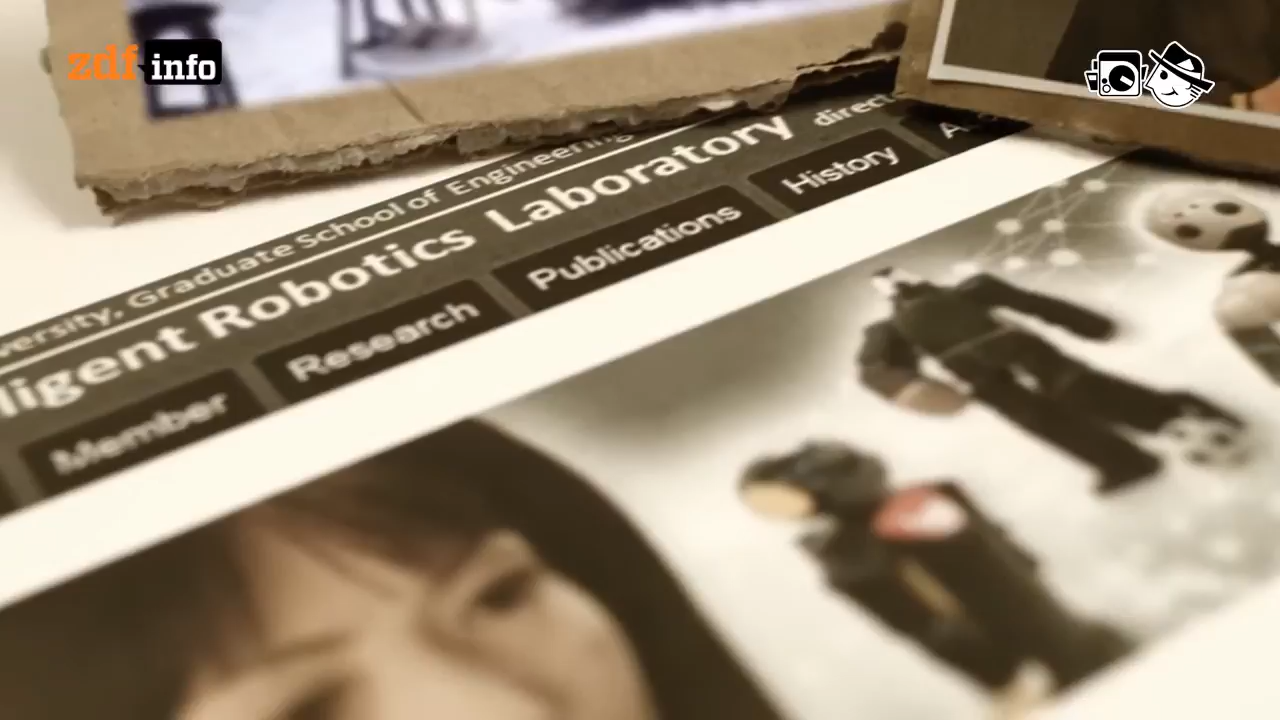 zdf info
versity, Graduate School of Engineering
ligent Robotics Laboratory direct
Member Research Publications History